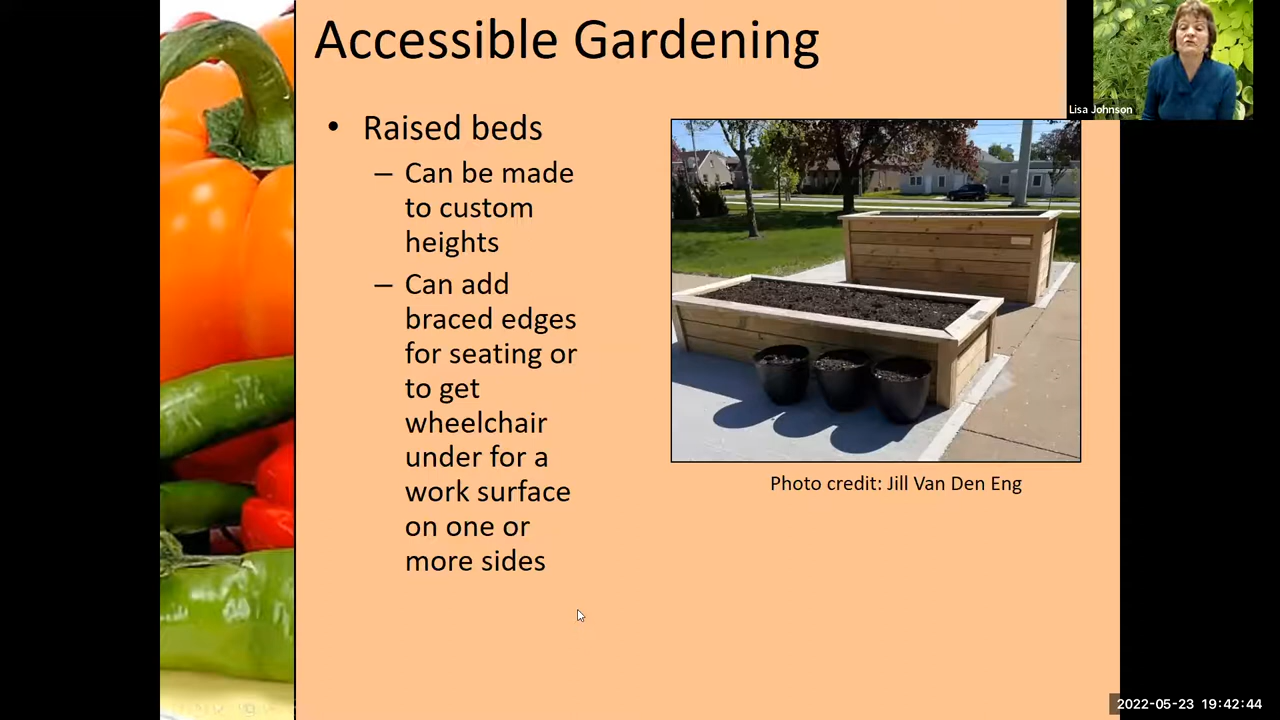 Accessible Gardening
Lisa Johnson
• Raised beds
– Can be made
to custom
heights
– Can add
braced edges
for seating or
to get
wheelchair
under for a
work surface
on one or
more sides
Photo credit: Jill Van Den Eng
2022-05-23 19:42:44